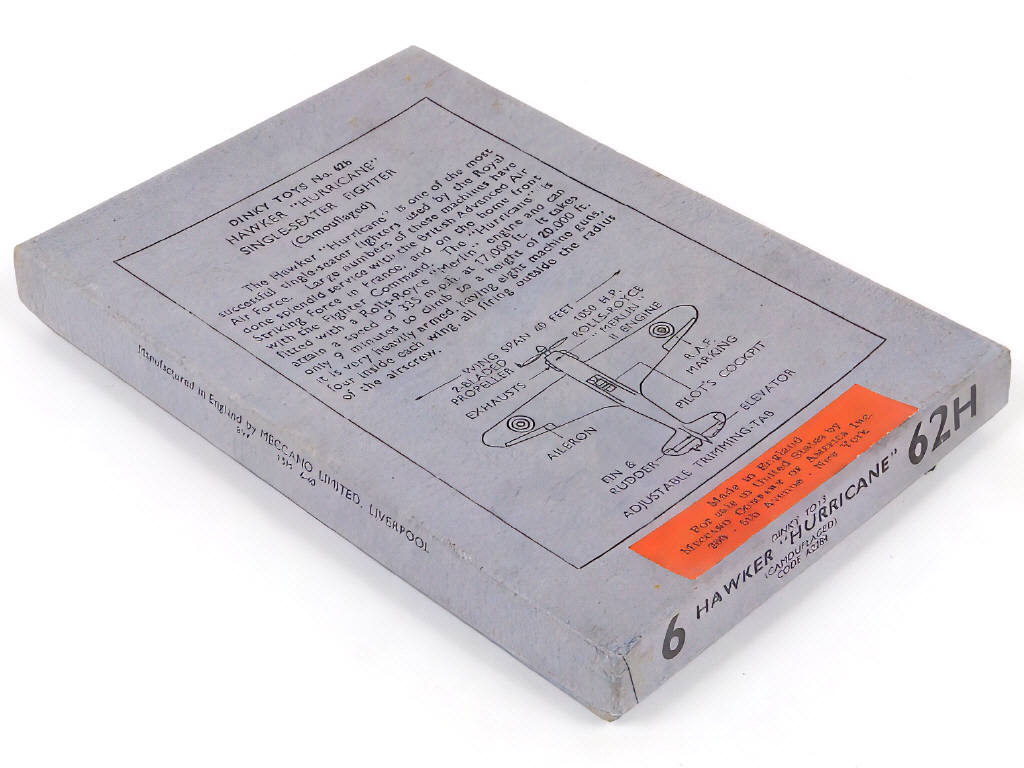 DINKY TOYS No. 62h
HAWKER "HURRICANE"
SINGLE-SEATER FIGHTER
(Camouflaged)
The Hawker "Hurricane" is one of the most
successful single-seater fighters used by the Royal
Air Force. Large numbers of these machines have
done splendid service with the British Advanced Air
Striking Force in France, and on the home front
with the Fighter Command. The "Hurricane" is
fitted with a Rolls-Royce "Merlin" engine and can
attain a speed of 335 m.p.h. at 17,000 ft. It takes
only 9 minutes to climb to a height of 20,000 ft.
It is very heavily armed, having eight machine guns,
four inside each wing, all firing outside the radius
of the airscrew.
WING SPAN 40 FEET
2-BLADED
PROPELLER
1050 H.P.
ROLLS-ROYCE
"MERLIN"
II ENGINE
EXHAUSTS
R.A.F.
MARKING
PILOT'S COCKPIT
AILERON
ELEVATOR
FIN &
RUDDER
ADJUSTABLE TRIMMING-TAB
Made in England
For sale in United States by
MECCANO COMPANY OF AMERICA Inc.
200 - 5th Avenue - New York
6
DINKY TOYS
HAWKER "HURRICANE"
(CAMOUFLAGED)
62H
Manufactured in England by MECCANO LIMITED, LIVERPOOL